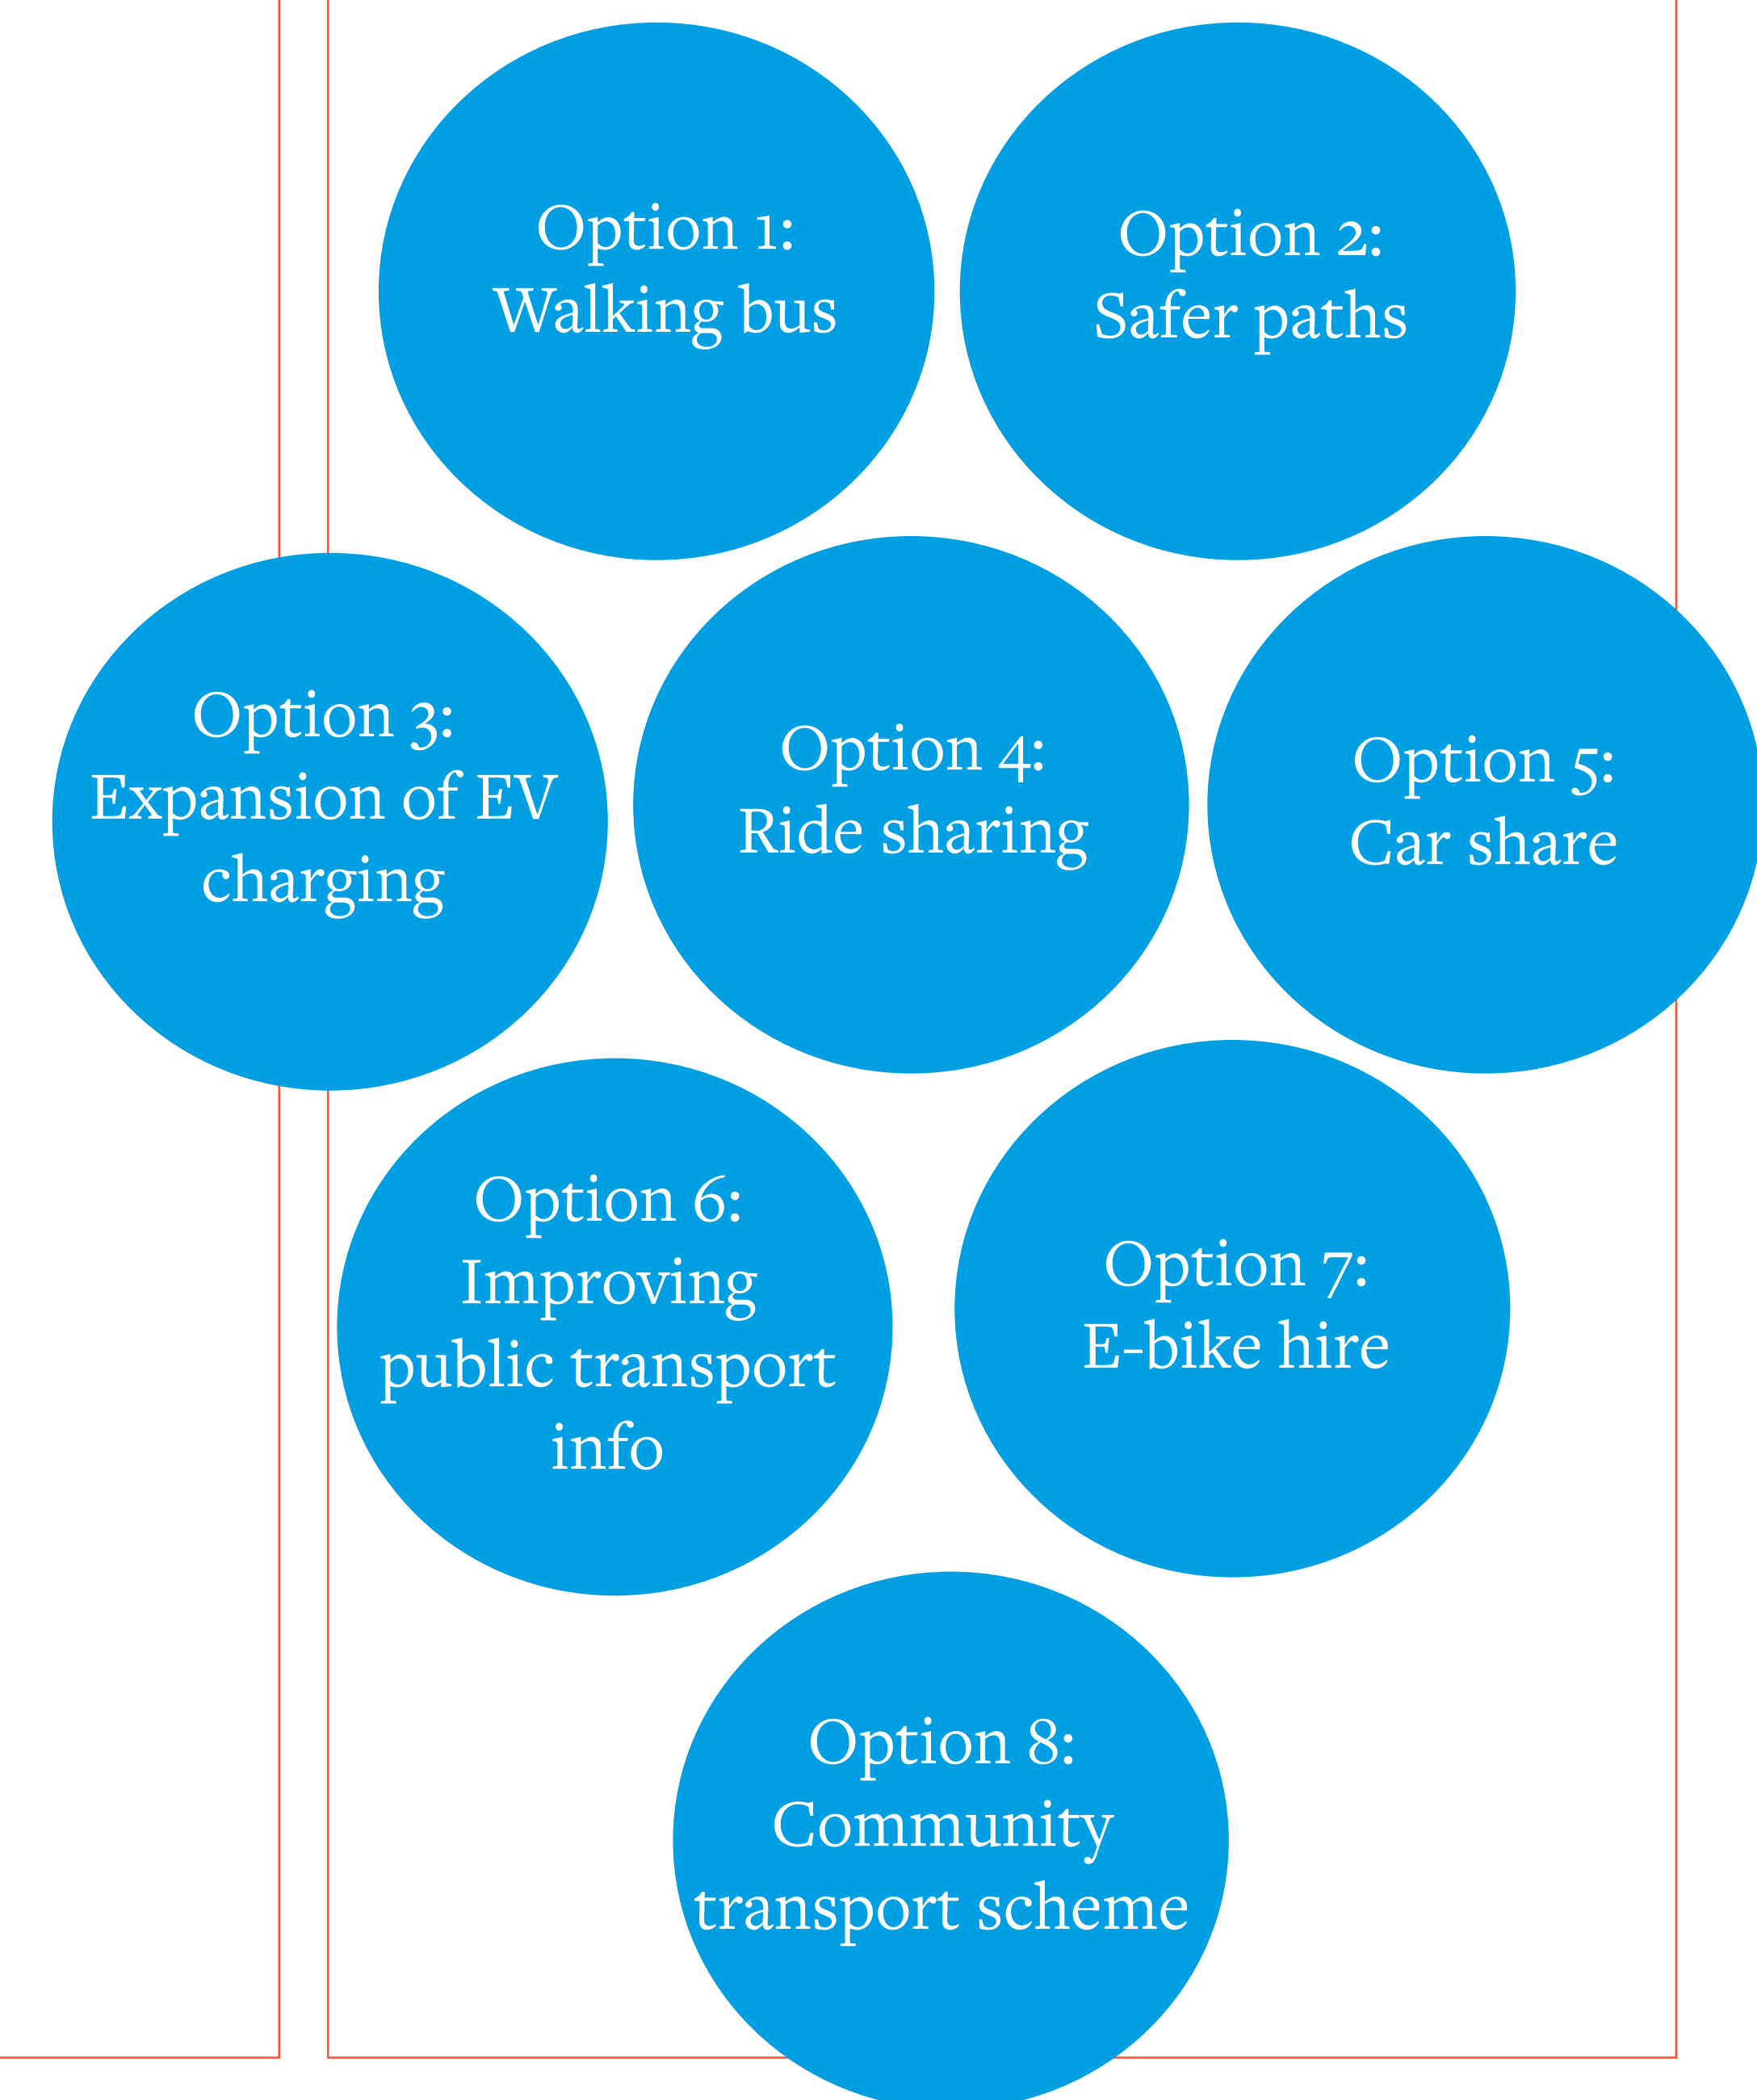 Option 1:
Walking bus
Option 2:
Safer paths
Option 3:
Expansion of EV
charging
Option 4:
Ride sharing
Option 5:
Car share
Option 6:
Improving
public transport
info
Option 7:
E-bike hire
Option 8:
Community
transport scheme